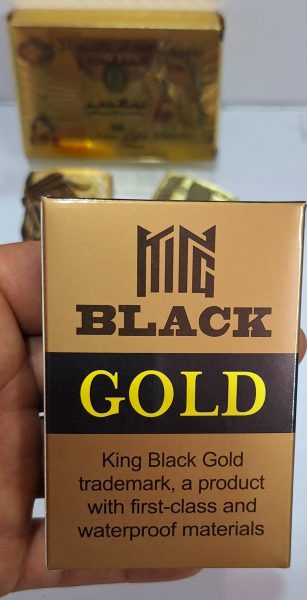 KING
BLACK
GOLD
King Black Gold
trademark, a product
with first-class and
waterproof materials